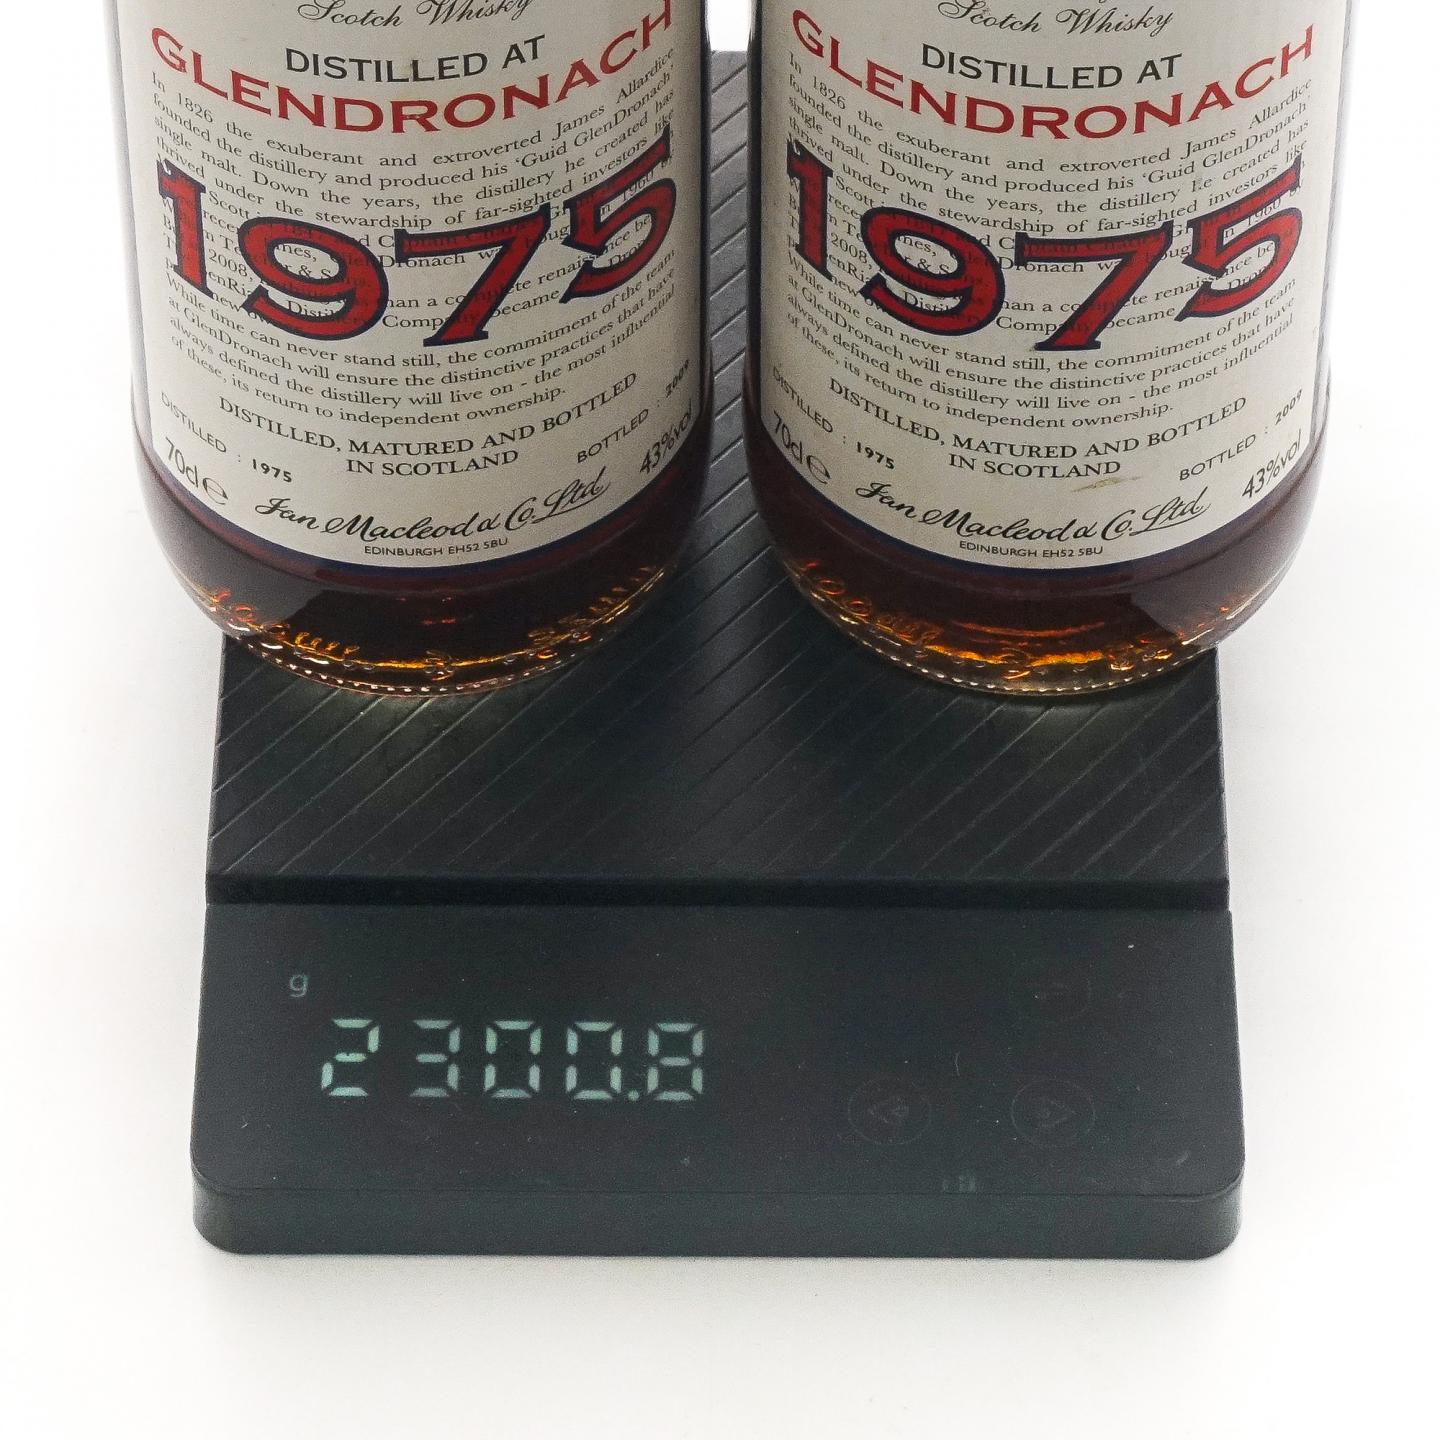 Scotch Whisky
DISTILLED AT
GLENDRONACH
In 1826 the exuberant and extroverted James Allardice
founded the distillery and produced his 'Guid GlenDronach'
single malt. Down the years, the distillery he created has
thrived under the stewardship of far-sighted investors like
1975
While time can never stand still, the commitment of the team
at GlenDronach will ensure the distinctive practices that have
always defined the distillery will live on - the most influential
of these, its return to independent ownership.
DISTILLED, MATURED AND BOTTLED
IN SCOTLAND
DISTILLED : 1975
BOTTLED : 2009
70cl e
43%vol
Ian Macleod & Co. Ltd
EDINBURGH EH52 5BU
Scotch Whisky
DISTILLED AT
GLENDRONACH
In 1826 the exuberant and extroverted James Allardice
founded the distillery and produced his 'Guid GlenDronach'
single malt. Down the years, the distillery he created has
thrived under the stewardship of far-sighted investors like
1975
While time can never stand still, the commitment of the team
at GlenDronach will ensure the distinctive practices that have
always defined the distillery will live on - the most influential
of these, its return to independent ownership.
DISTILLED, MATURED AND BOTTLED
IN SCOTLAND
DISTILLED : 1975
BOTTLED : 2009
70cl e
43%vol
Ian Macleod & Co. Ltd
EDINBURGH EH52 5BU
g
2300.8